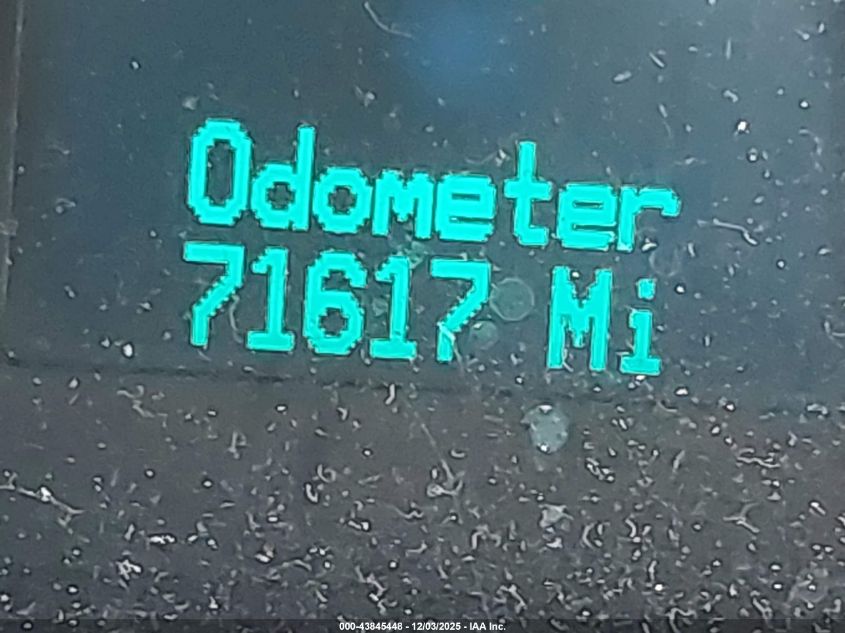 Odometer
71617 Mi
000-43845448 - 12/03/2025 - IAA Inc.